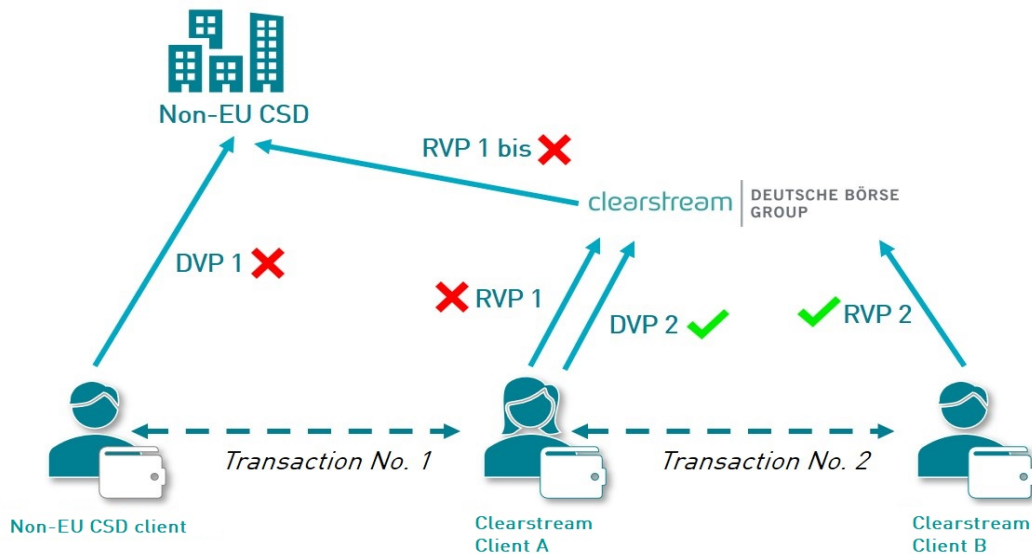 Non-EU CSD
RVP 1 bis
clearstream
DEUTSCHE BÖRSE
GROUP
DVP 1
RVP 1
DVP 2
RVP 2
Transaction No. 1
Transaction No. 2
Non-EU CSD client
Clearstream
Client A
Clearstream
Client B